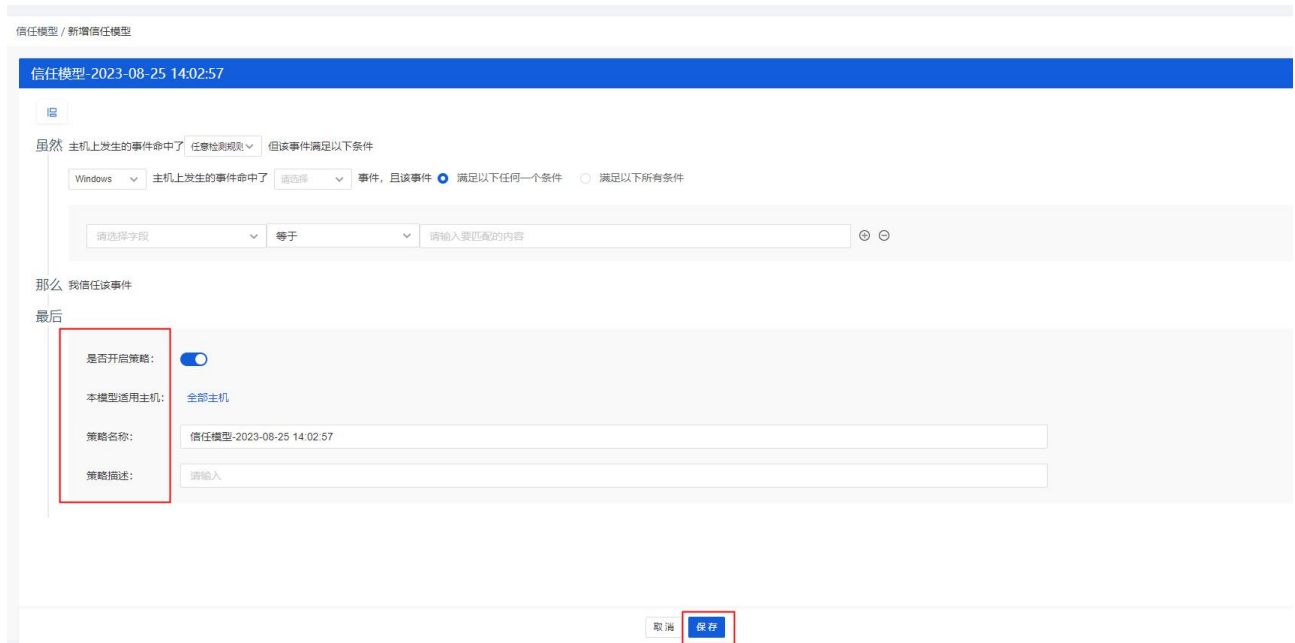 信任模型 / 新增信任模型
信任模型-2023-08-25 14:02:57
虽然 主机上发生的事件命中了 任意检测规则 但该事件满足以下条件
Windows 主机上发生的事件命中了 请选择 事件，且该事件 满足以下任何一个条件 满足以下所有条件
请选择字段 等于 请输入要匹配的内容
那么 我信任该事件
最后
是否开启策略：
本模型适用主机： 全部主机
策略名称： 信任模型-2023-08-25 14:02:57
策略描述： 请输入
取消 保存